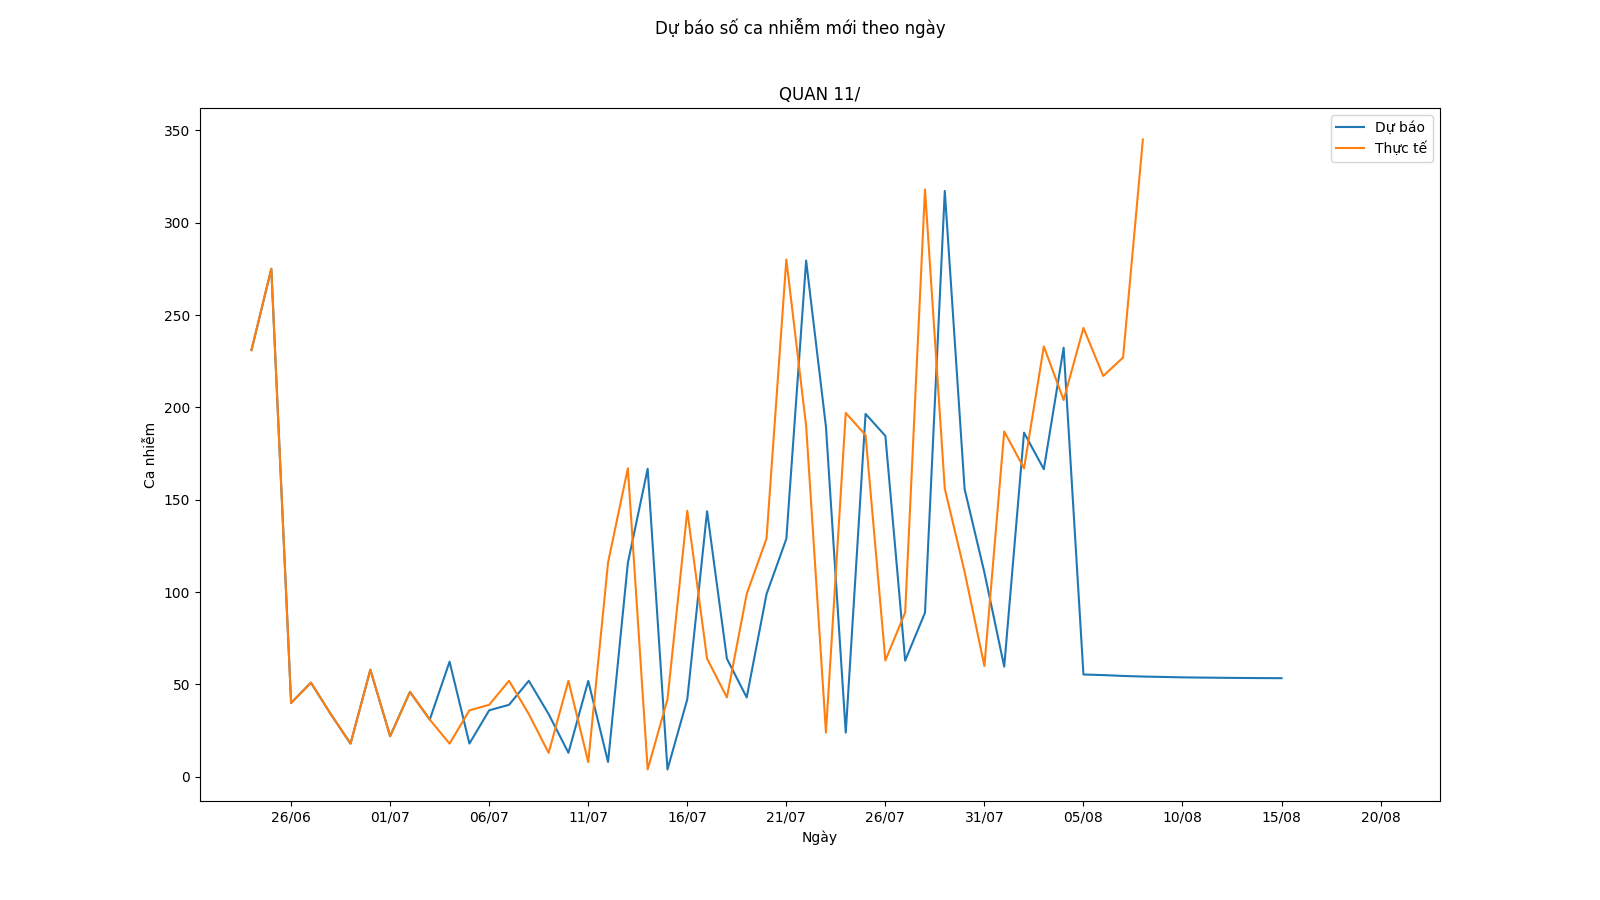 Dự báo số ca nhiễm mới theo ngày
QUAN 11/
Dự báo
Thực tế
350
300
250
200
150
100
50
0
Ca nhiễm
26/06 01/07 06/07 11/07 16/07 21/07 26/07 31/07 05/08 10/08 15/08 20/08
Ngày